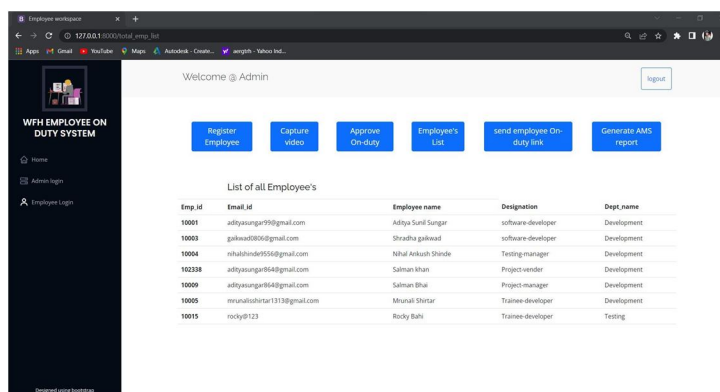 Employee workspace
127.0.0.1:8000/total_emp_list
Apps Gmail YouTube Maps Autodesk - Create... aergtrh - Yahoo Ind...
WFH EMPLOYEE ON
DUTY SYSTEM
Home
Admin login
Employee Login
Designed using bootstrap
Welcome @ Admin
logout
Register
Employee
Capture
video
Approve
On-duty
Employee's
List
send employee On-
duty link
Generate AMS
report
List of all Employee's
Emp_id Email_id Employee name Designation Dept_name
10001 adityasungar99@gmail.com Aditya Sunil Sungar software-developer Development
10003 gaikwad0806@gmail.com Shradha gaikwad software-developer Development
10004 nihalshinde9556@gmail.com Nihal Ankush Shinde Testing-manager Development
102338 adityasungar864@gmail.com Salman khan Project-vender Development
10009 adityasungar864@gmail.com Salman Bhai Project-manager Development
10005 mrunalisshirtar1313@gmail.com Mrunali Shirtar Trainee-developer Development
10015 rocky@123 Rocky Bahi Trainee-developer Testing